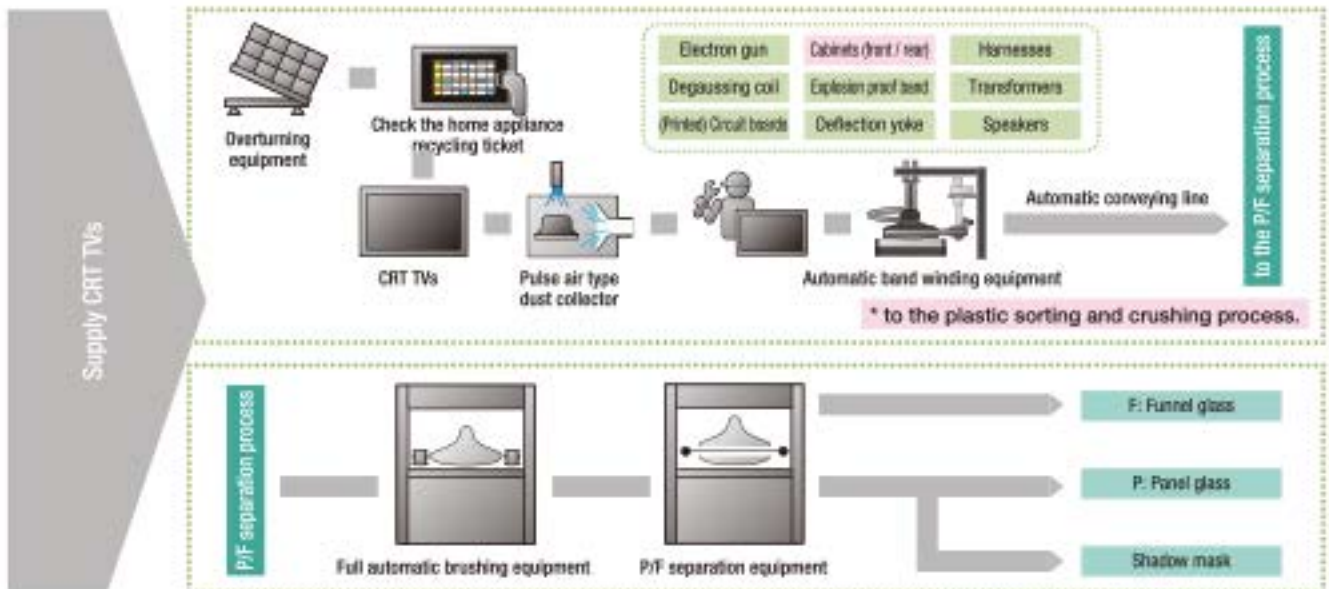 Supply CRT TVs
Overturning
equipment
Check the home appliance
recycling ticket
Electron gun
Cabinets (front / rear)
Harnesses
Degaussing coil
Explosion proof band
Transformers
(Printed) Circuit boards
Deflection yoke
Speakers
CRT TVs
Pulse air type
dust collector
Automatic band winding equipment
Automatic conveying line
to the P/F separation process
* to the plastic sorting and crushing process.
P/F separation process
Full automatic brushing equipment
P/F separation equipment
F: Funnel glass
P: Panel glass
Shadow mask